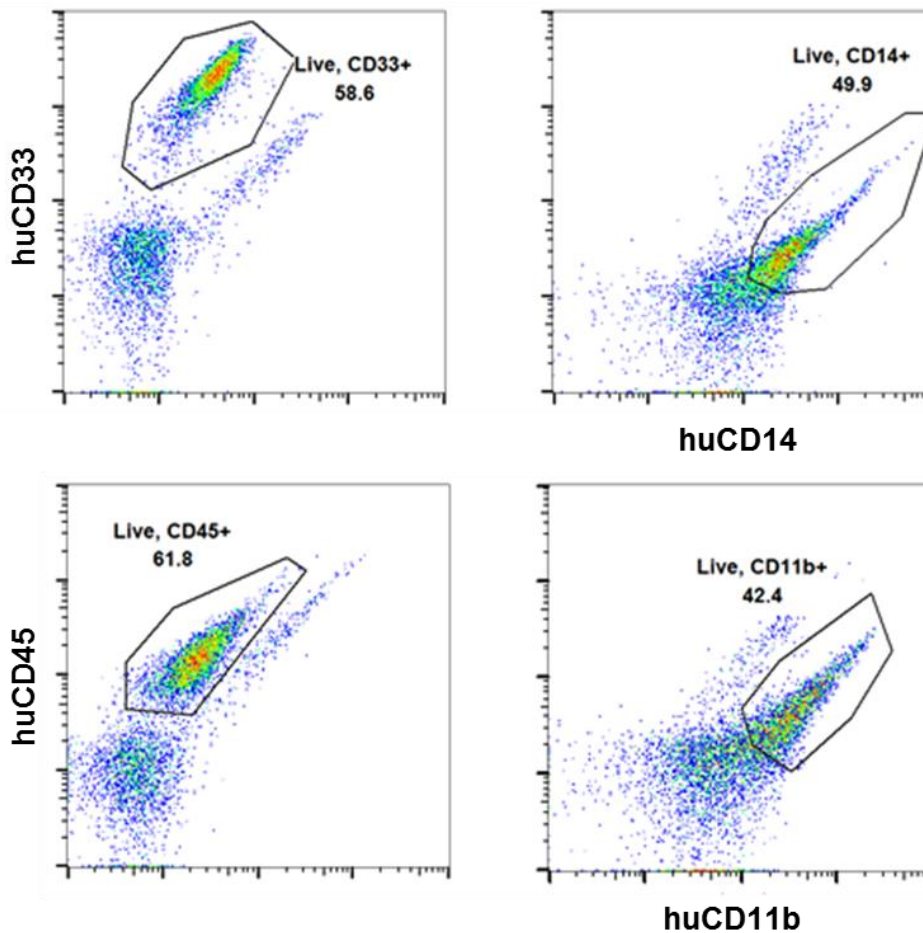 Live, CD33+
58.6
huCD33
Live, CD14+
49.9
huCD14
Live, CD45+
61.8
huCD45
Live, CD11b+
42.4
huCD11b